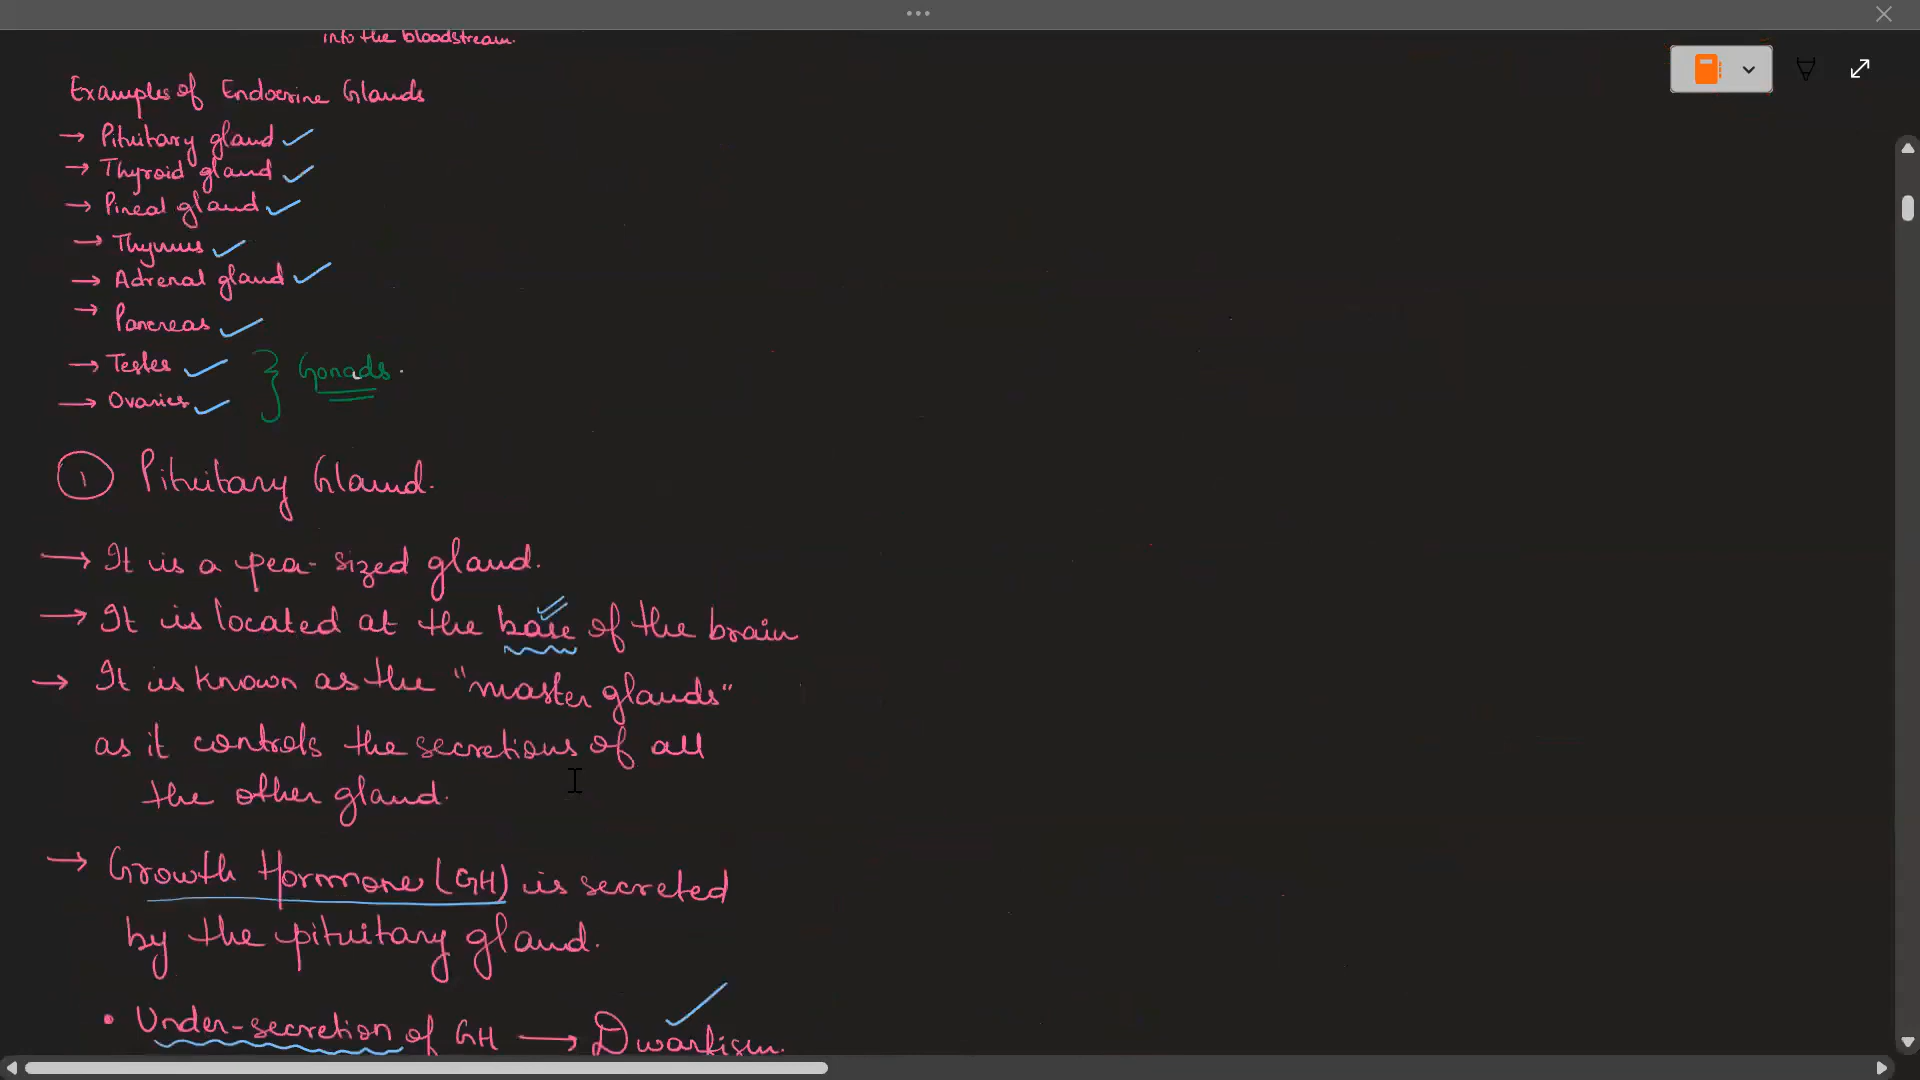 into the bloodstream.
Examples of Endocrine Glands
→ Pituitary gland ✓
→ Thyroid gland ✓
→ Pineal gland ✓
→ Thymus ✓
→ Adrenal gland ✓
→ Pancreas ✓
→ Testes ✓
→ Ovaries ✓
} Gonads.
① Pituitary Gland.
→ It is a pea-sized gland.
→ It is located at the base of the brain
→ It is known as the "master glands"
as it controls the secretions of all
the other gland.
→ Growth Hormone (GH) is secreted
by the pituitary gland.
• Under-secretion of GH → Dwarfism.